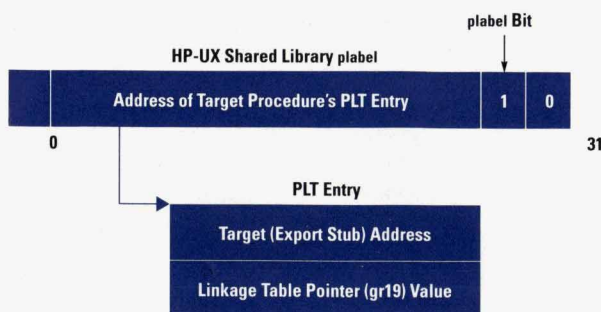 plabel Bit
HP-UX Shared Library plabel
Address of Target Procedure's PLT Entry 1 0
0 31
PLT Entry
Target (Export Stub) Address
Linkage Table Pointer (gr19) Value